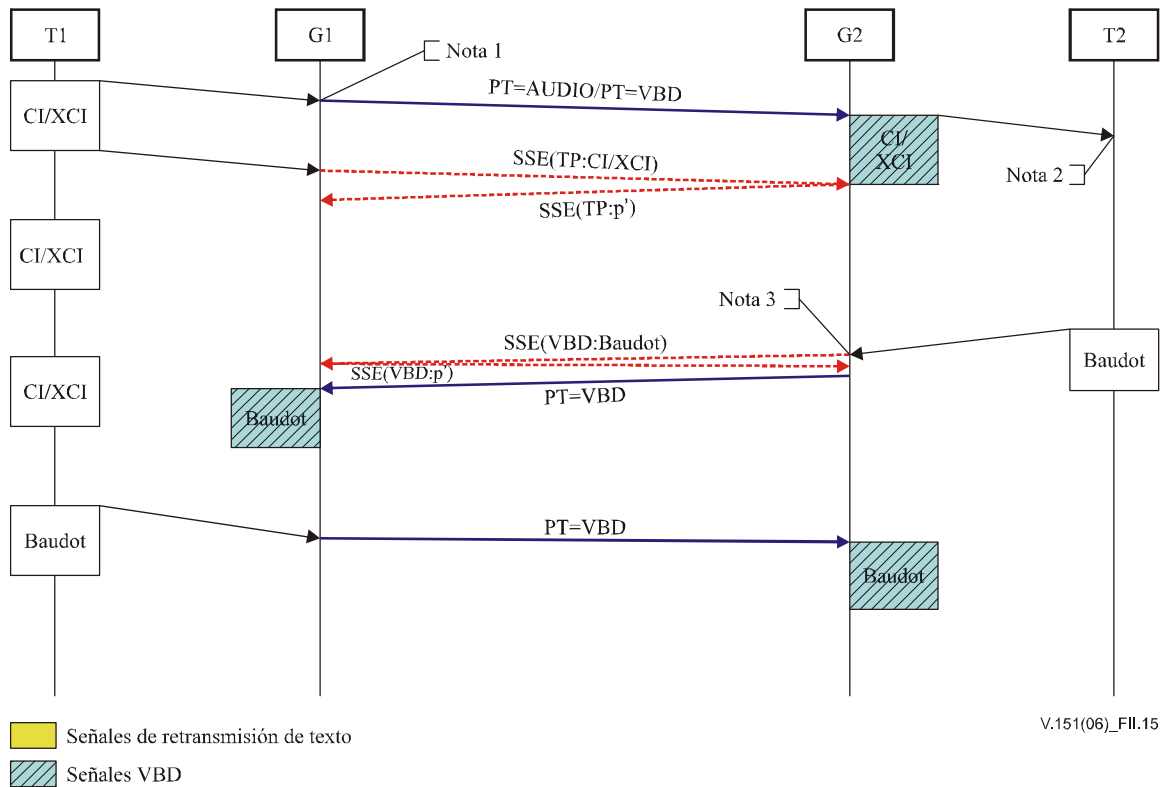 T1
G1
G2
T2
Nota 1
PT=AUDIO/PT=VBD
CI/XCI
CI/
XCI
SSE(TP:CI/XCI)
Nota 2
SSE(TP:p')
CI/XCI
Nota 3
SSE(VBD:Baudot)
Baudot
SSE(VBD:p')
CI/XCI
PT=VBD
Baudot
PT=VBD
Baudot
Baudot
V.151(06)_FII.15
Señales de retransmisión de texto
Señales VBD